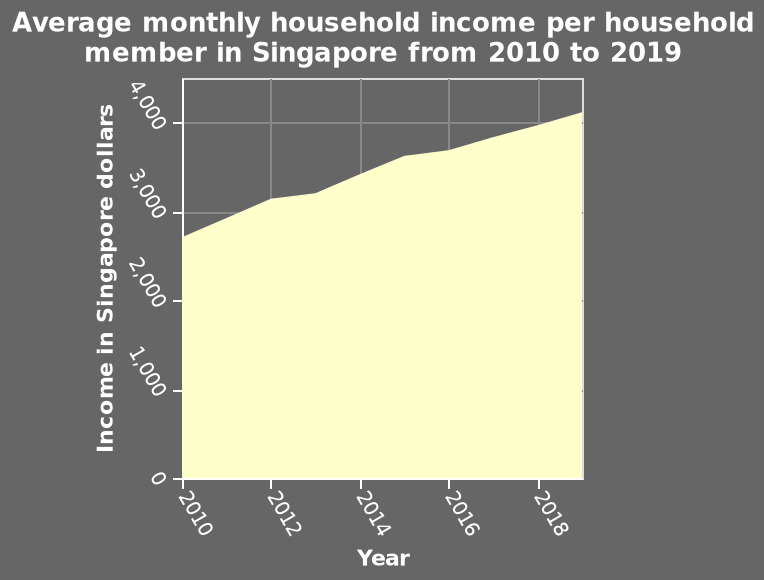 Average monthly household income per household
member in Singapore from 2010 to 2019
Income in Singapore dollars
4,000
3,000
2,000
1,000
0
2010
2012
2014
2016
2018
Year